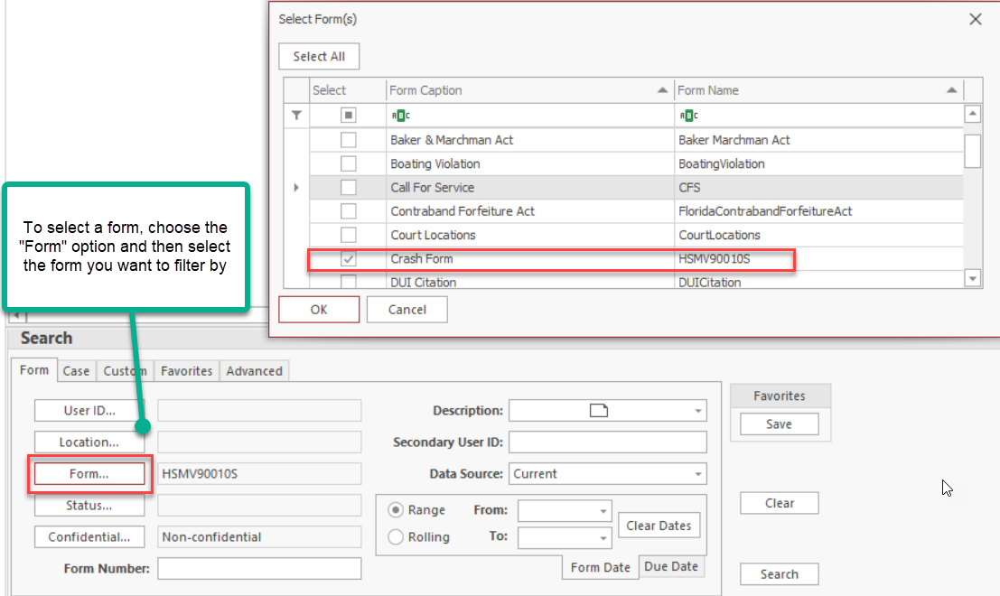 Select Form(s)
Select All
Select Form Caption Form Name
ABC ABC
Baker & Marchman Act Baker Marchman Act
Boating Violation BoatingViolation
Call For Service CFS
Contraband Forfeiture Act FloridaContrabandForfeitureAct
Court Locations CourtLocations
Crash Form HSMV90010S
DUI Citation DUICitation
OK Cancel
To select a form, choose the
"Form" option and then select
the form you want to filter by
Search
Form Case Custom Favorites Advanced
User ID... Description:
Location... Secondary User ID:
Form... HSMV90010S Data Source: Current
Status... Range From: Clear Dates
Confidential... Non-confidential Rolling To:
Form Number: Form Date Due Date
Favorites
Save
Clear
Search